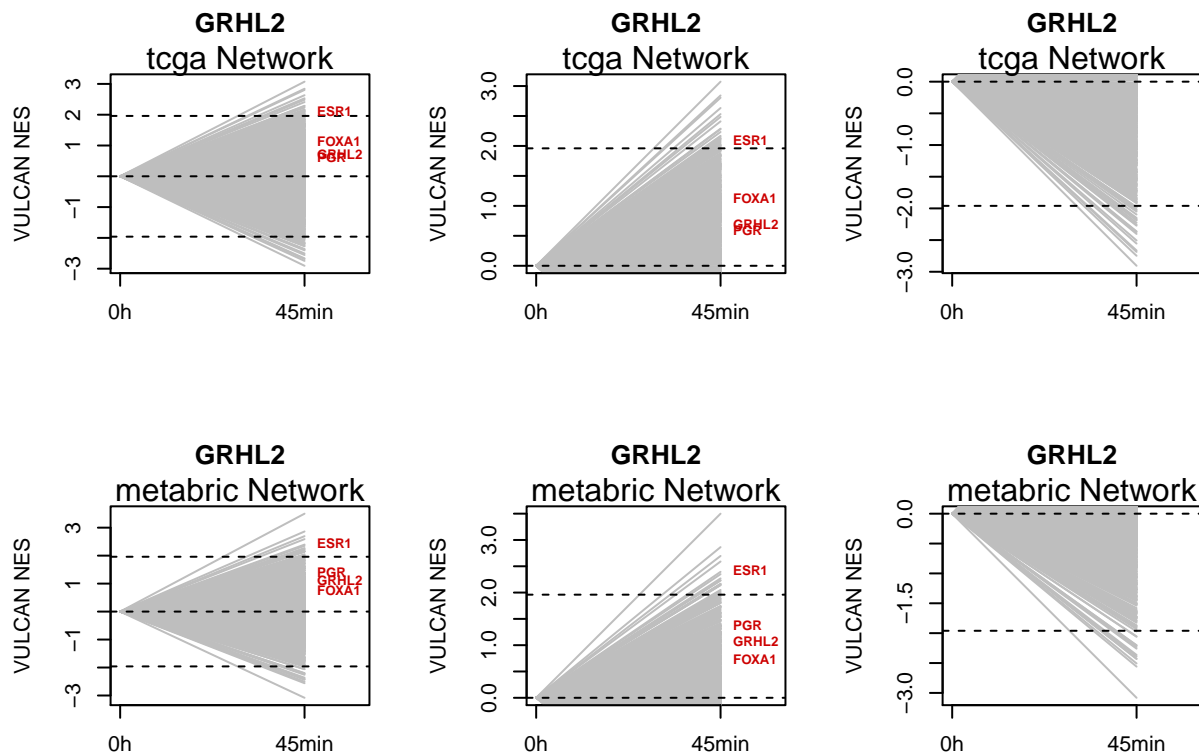 GRHL2
tcga Network
VULCAN NES
3
2
1
0
−1
−3
ESR1
FOXA1
GRHL2
PGR
0h
45min
GRHL2
tcga Network
VULCAN NES
3.0
2.0
1.0
0.0
ESR1
FOXA1
GRHL2
PGR
0h
45min
GRHL2
tcga Network
VULCAN NES
0.0
−1.0
−2.0
−3.0
0h
45min
GRHL2
metabric Network
VULCAN NES
3
1
−1
−3
ESR1
PGR
GRHL2
FOXA1
0h
45min
GRHL2
metabric Network
VULCAN NES
3.0
2.0
1.0
0.0
ESR1
PGR
GRHL2
FOXA1
0h
45min
GRHL2
metabric Network
VULCAN NES
0.0
−1.5
−3.0
0h
45min